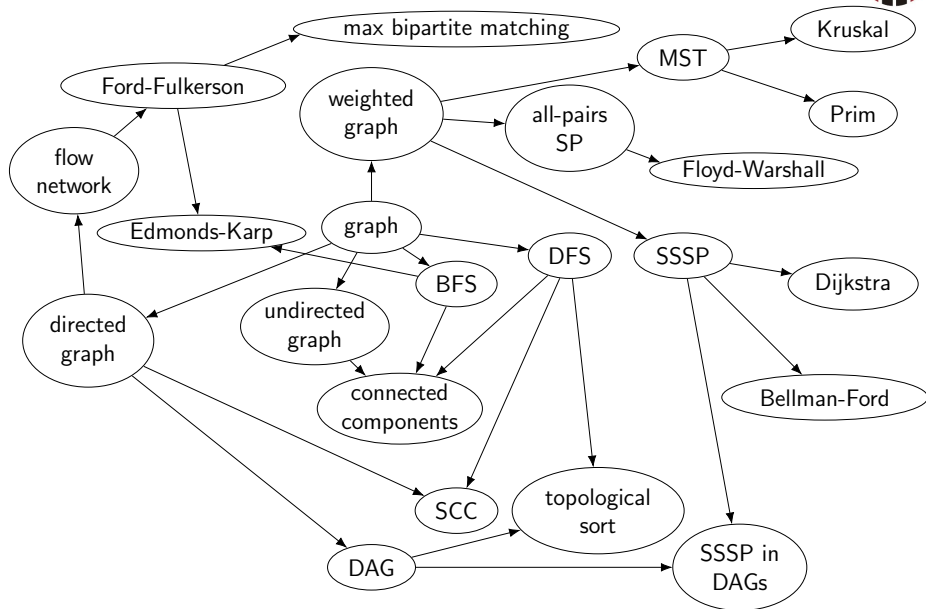 Kruskal
max bipartite matching
MST
Ford-Fulkerson
weighted
graph
all-pairs
SP
Prim
flow
network
Floyd-Warshall
Edmonds-Karp
graph
DFS
SSSP
BFS
Dijkstra
directed
graph
undirected
graph
connected
components
Bellman-Ford
SCC
topological
sort
DAG
SSSP in
DAGs